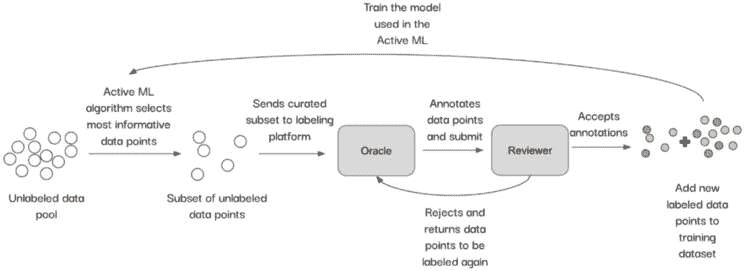 Train the model
used in the
Active ML
Active ML
algorithm selects
most informative
data points
Sends curated
subset to labeling
platform
Annotates
data points
and submit
Accepts
annotations
Oracle
Reviewer
Unlabeled data
pool
Subset of unlabeled
data points
Rejects and
returns data
points to be
labeled again
Add new
labeled data
points to
training
dataset